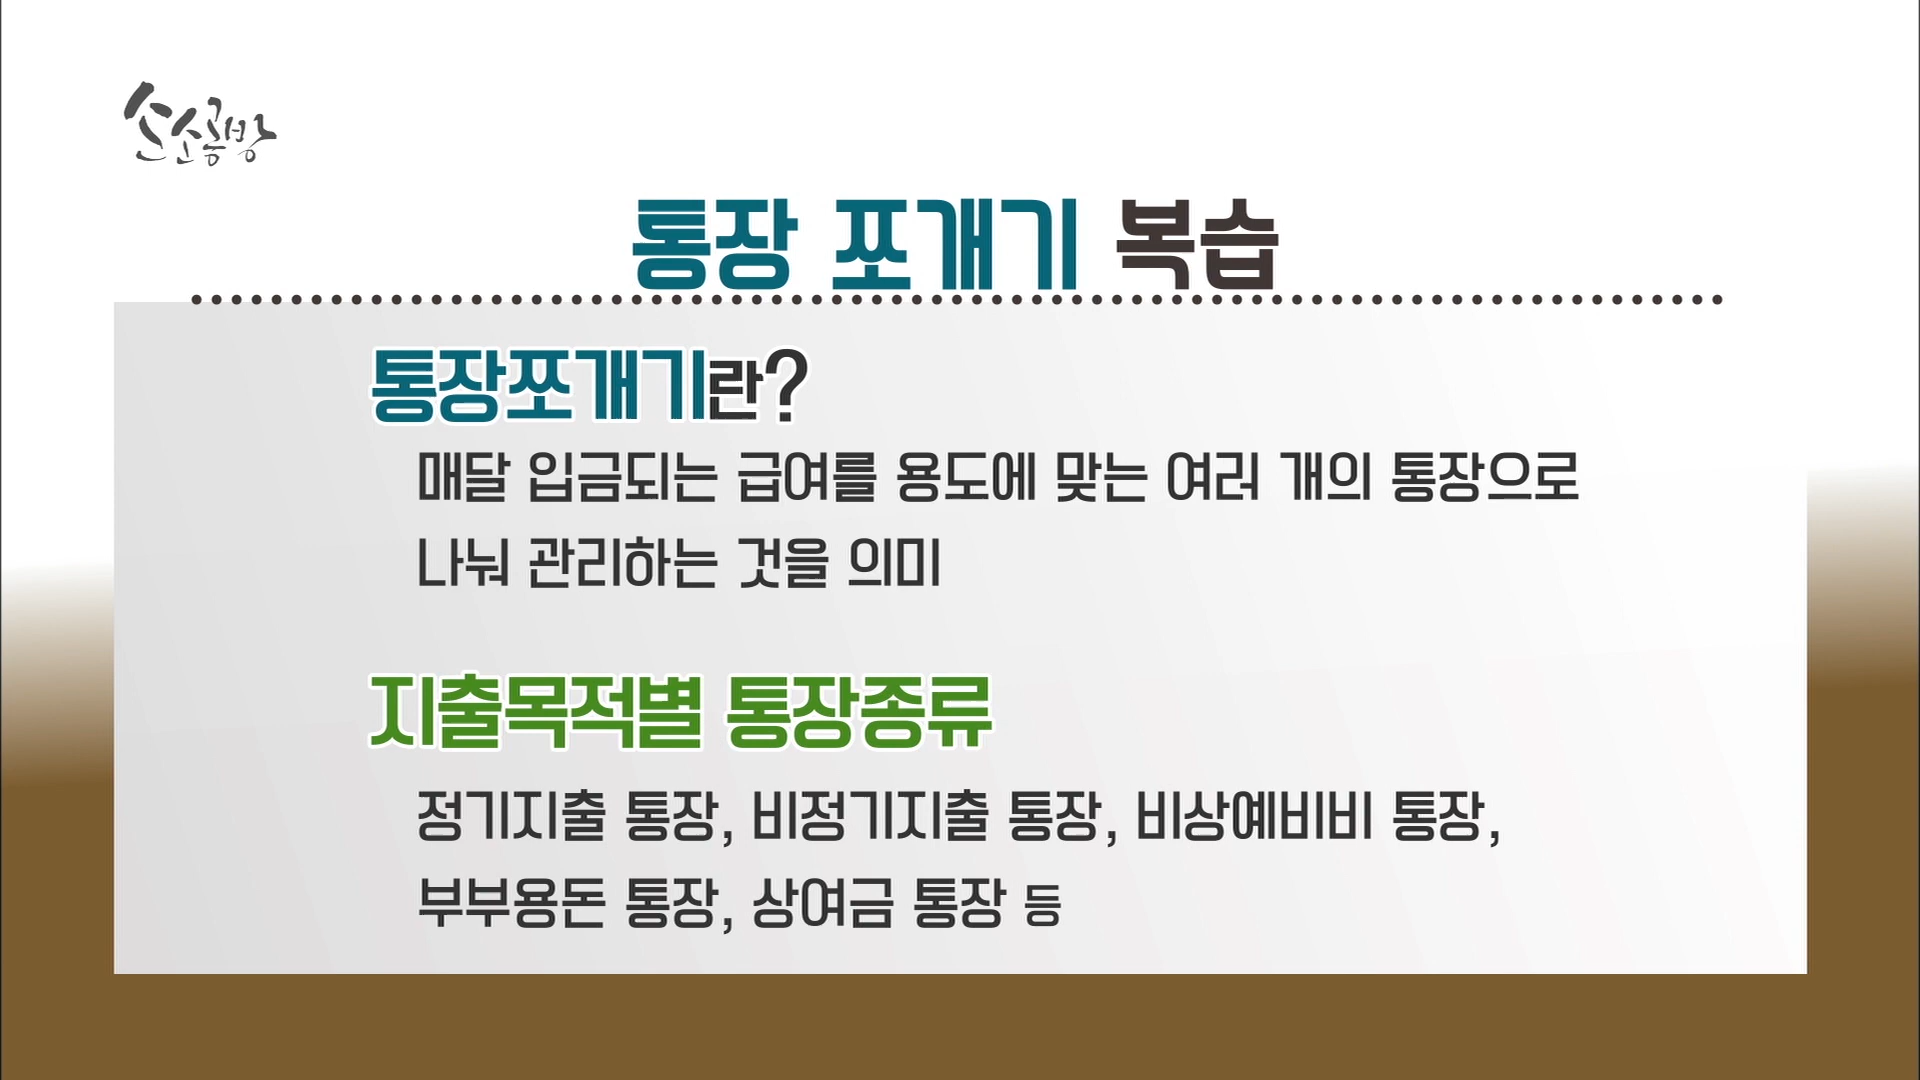 소소공방
통장 쪼개기 복습
통장쪼개기란?
매달 입금되는 급여를 용도에 맞는 여러 개의 통장으로
나눠 관리하는 것을 의미
지출목적별 통장종류
정기지출 통장, 비정기지출 통장, 비상예비비 통장,
부부용돈 통장, 상여금 통장 등